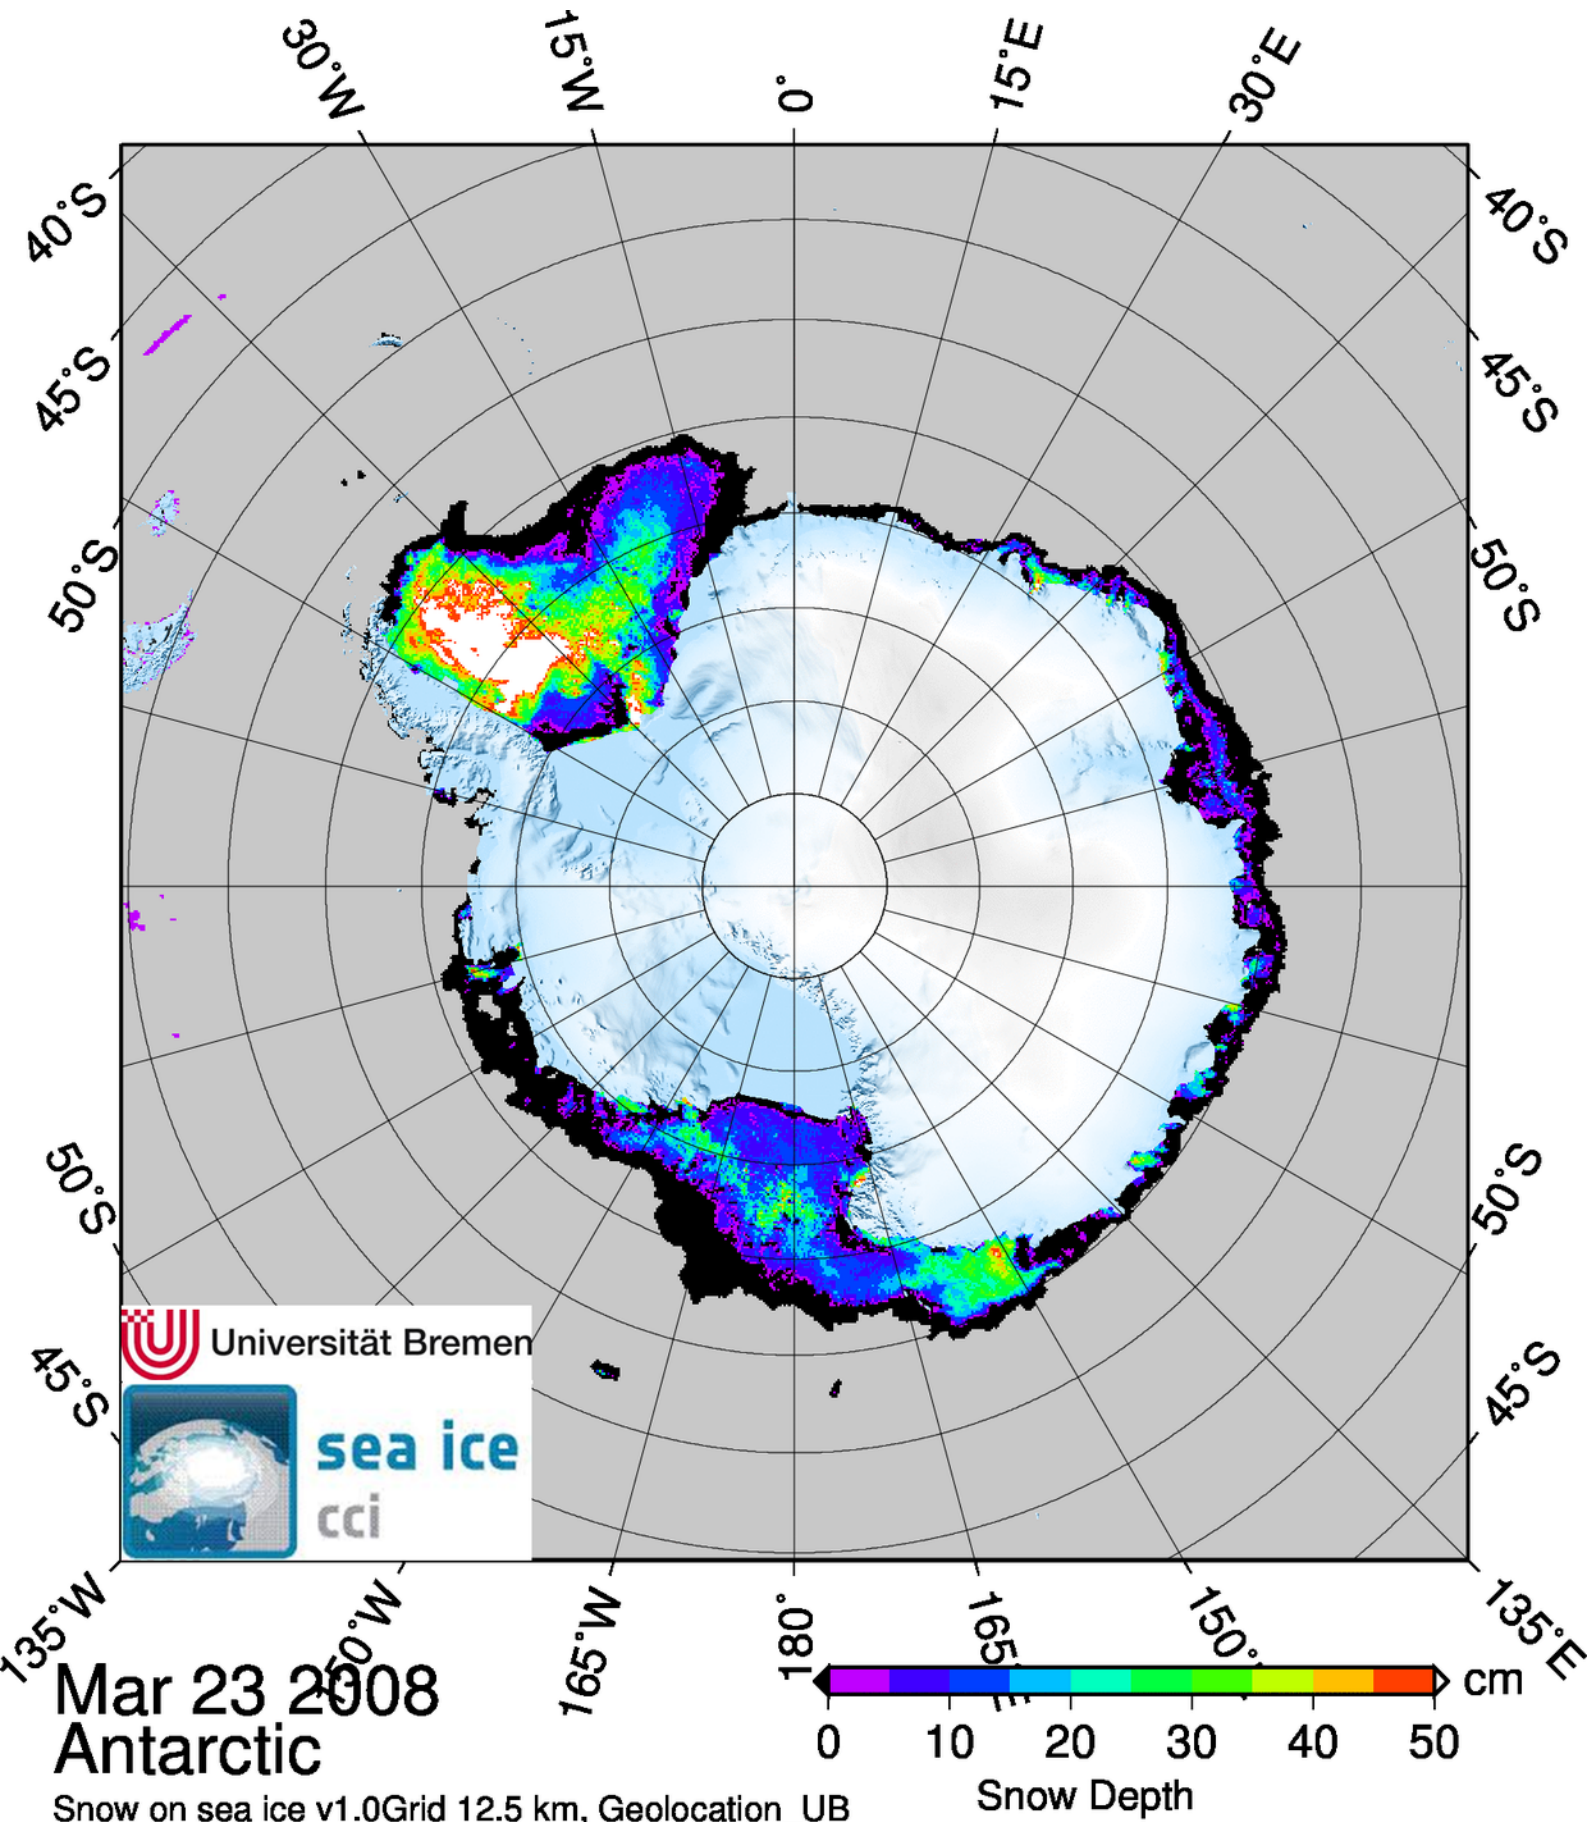 30°W 15°W 0° 15°E 30°E
40°S 40°S
45°S 45°S
50°S 50°S
50°S 50°S
45°S 45°S
Universität Bremen
sea ice
cci
135°W 165°W 180° 135°E
Mar 23 2008
Antarctic
Snow on sea ice v1.0Grid 12.5 km, Geolocation UB
cm
0 10 20 30 40 50
Snow Depth